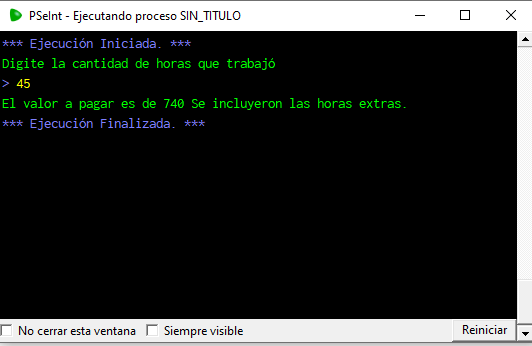 PSeInt - Ejecutando proceso SIN_TITULO
*** Ejecución Iniciada. ***
Digite la cantidad de horas que trabajó
> 45
El valor a pagar es de 740 Se incluyeron las horas extras.
*** Ejecución Finalizada. ***
No cerrar esta ventana Siempre visible Reiniciar